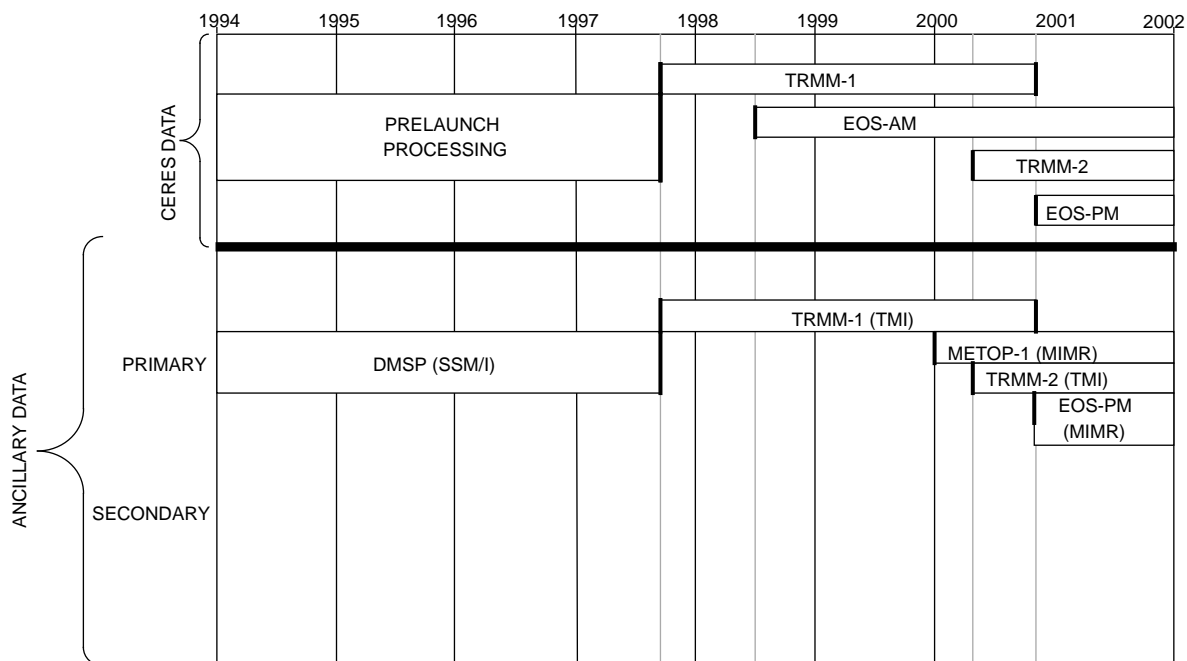 1994 1995 1996 1997 1998 1999 2000 2001 2002
CERES DATA
TRMM-1
PRELAUNCH
PROCESSING
EOS-AM
TRMM-2
EOS-PM
ANCILLARY DATA
PRIMARY
TRMM-1 (TMI)
DMSP (SSM/I)
METOP-1 (MIMR)
TRMM-2 (TMI)
EOS-PM
(MIMR)
SECONDARY